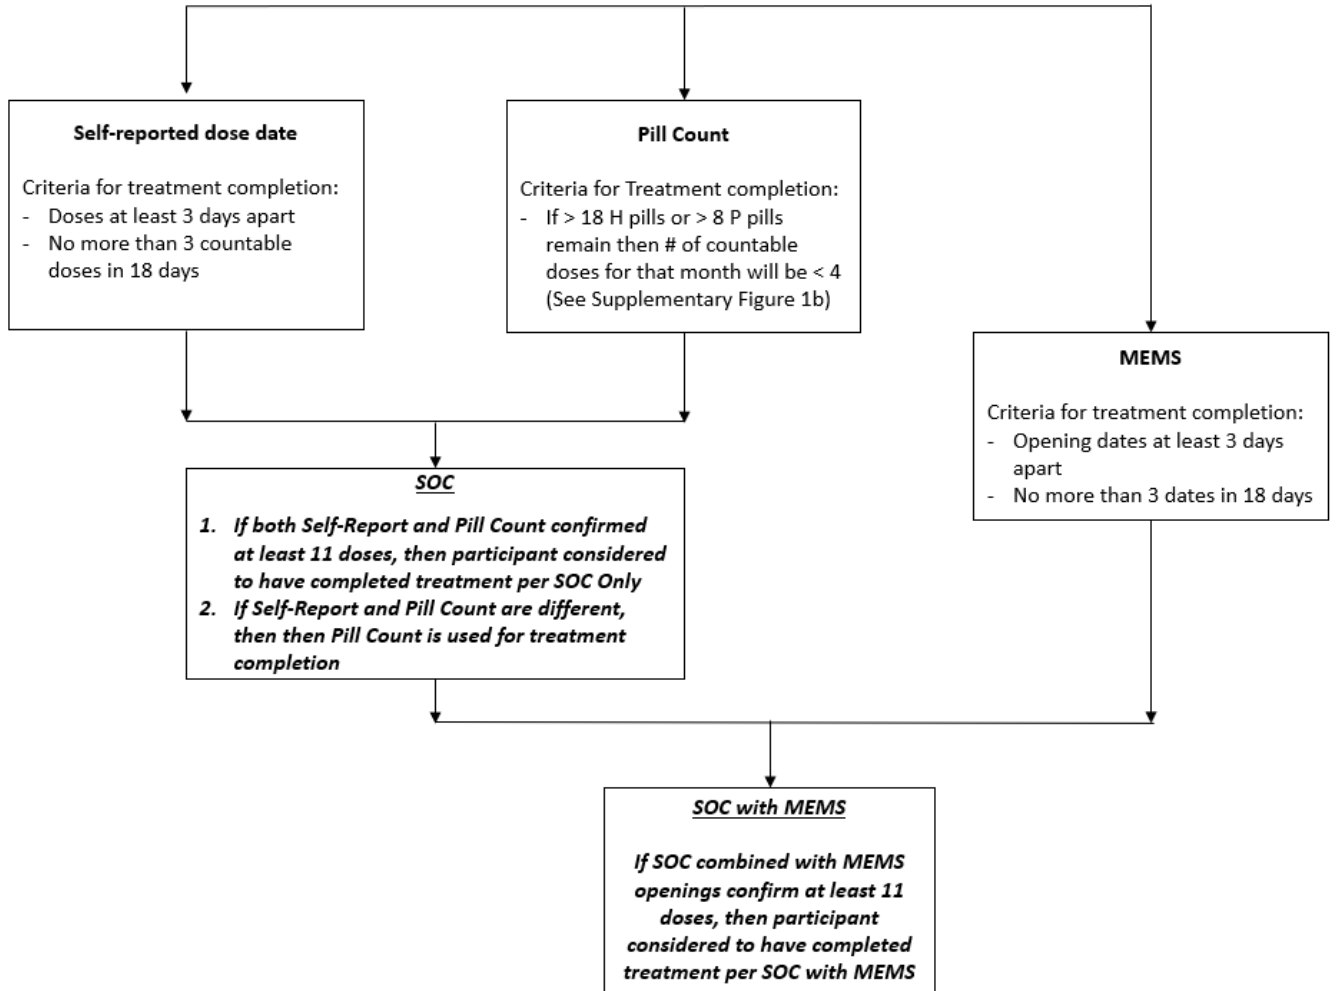 Self-reported dose date
Criteria for treatment completion:
- Doses at least 3 days apart
- No more than 3 countable
doses in 18 days
Pill Count
Criteria for Treatment completion:
- If > 18 H pills or > 8 P pills
remain then # of countable
doses for that month will be < 4
(See Supplementary Figure 1b)
MEMS
Criteria for treatment completion:
- Opening dates at least 3 days
apart
- No more than 3 dates in 18 days
SOC
1. If both Self-Report and Pill Count confirmed
at least 11 doses, then participant considered
to have completed treatment per SOC Only
2. If Self-Report and Pill Count are different,
then then Pill Count is used for treatment
completion
SOC with MEMS
If SOC combined with MEMS
openings confirm at least 11
doses, then participant
considered to have completed
treatment per SOC with MEMS